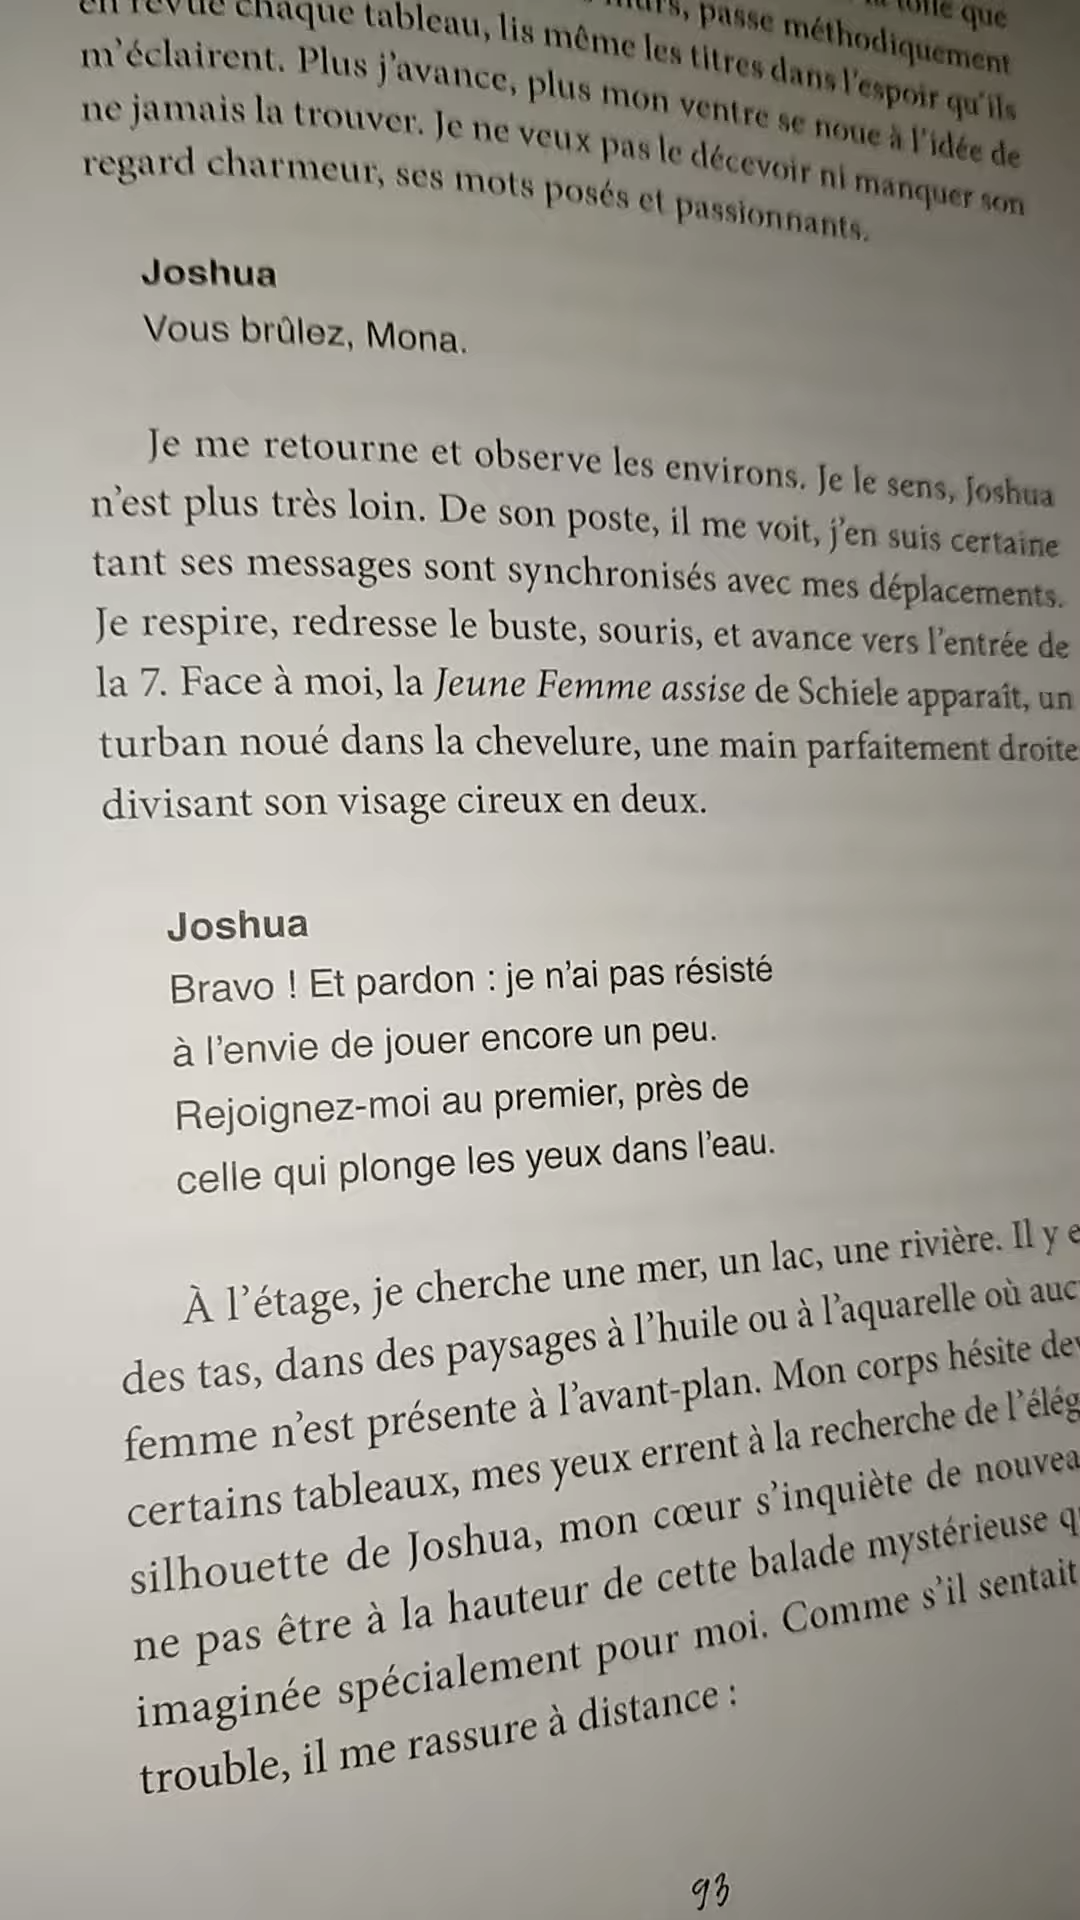 toile que
murs, passe méthodiquement
en revue chaque tableau, lis même les titres dans l'espoir qu'ils
m'éclairent. Plus j'avance, plus mon ventre se noue à l'idée de
ne jamais la trouver. Je ne veux pas le décevoir ni manquer son
regard charmeur, ses mots posés et passionnants.
Joshua
Vous brûlez, Mona.
Je me retourne et observe les environs. Je le sens, Joshua
n'est plus très loin. De son poste, il me voit, j'en suis certaine
tant ses messages sont synchronisés avec mes déplacements.
Je respire, redresse le buste, souris, et avance vers l'entrée de
la 7. Face à moi, la Jeune Femme assise de Schiele apparaît, un
turban noué dans la chevelure, une main parfaitement droite
divisant son visage cireux en deux.
Joshua
Bravo ! Et pardon : je n'ai pas résisté
à l'envie de jouer encore un peu.
Rejoignez-moi au premier, près de
celle qui plonge les yeux dans l'eau.
À l'étage, je cherche une mer, un lac, une rivière. Il y e
des tas, dans des paysages à l'huile ou à l'aquarelle où auc
femme n'est présente à l'avant-plan. Mon corps hésite dev
certains tableaux, mes yeux errent à la recherche de l'élég
silhouette de Joshua, mon cœur s'inquiète de nouvea
ne pas être à la hauteur de cette balade mystérieuse q
imaginée spécialement pour moi. Comme s'il sentait
trouble, il me rassure à distance :
93